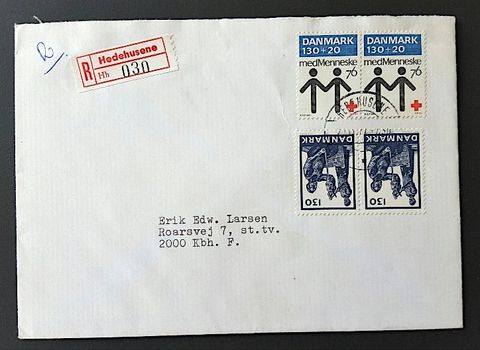 R
Hedehusene
R Hh 030
DANMARK DANMARK
130+20 130+20
medMenneske medMenneske
76 76
HEDEHUSENE
DANMARK DANMARK
130 130
Erik Edw. Larsen
Roarsvej 7, st.tv.
2000 Kbh. F.